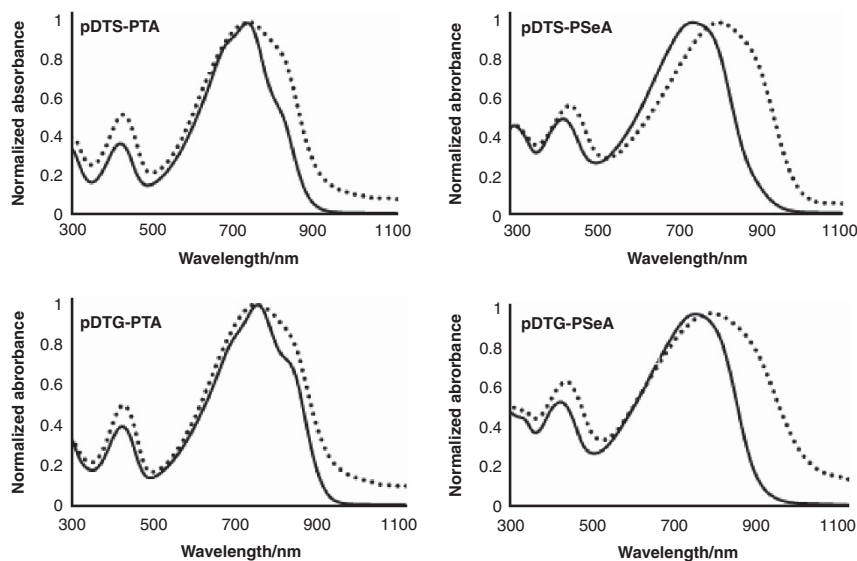 pDTS-PTA
Normalized absorbance
1
0.8
0.6
0.4
0.2
0
300 500 700 900 1100
Wavelength/nm
pDTS-PSeA
Normalized abrorbance
1
0.8
0.6
0.4
0.2
0
300 500 700 900 1100
Wavelength/nm
pDTG-PTA
Normalized abrorbance
1
0.8
0.6
0.4
0.2
0
300 500 700 900 1100
Wavelength/nm
pDTG-PSeA
Normalized abrorbance
1
0.8
0.6
0.4
0.2
0
300 500 700 900 1100
Wavelength/nm